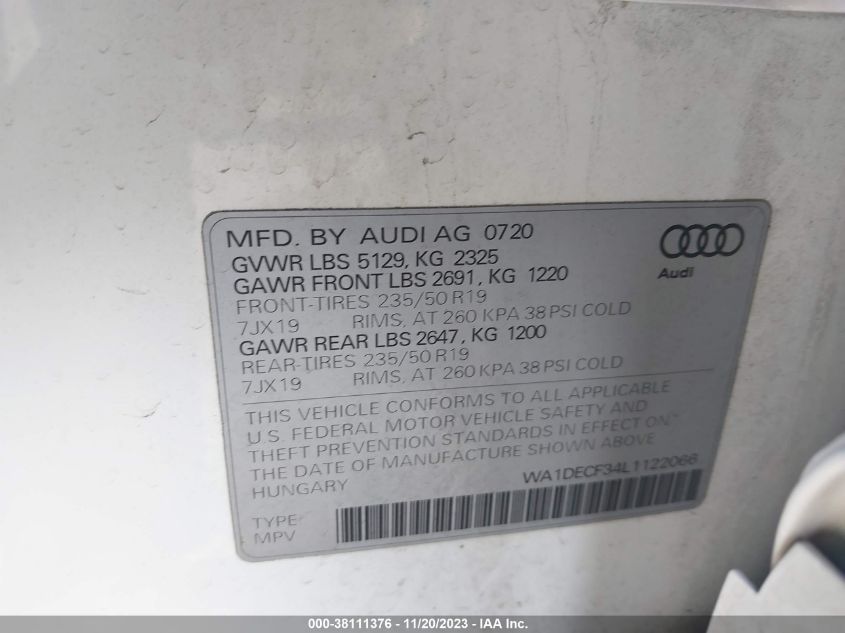 MFD. BY AUDI AG 0720
GVWR LBS 5129, KG 2325
GAWR FRONT LBS 2691, KG 1220
FRONT-TIRES 235/50 R19
7JX19 RIMS, AT 260 KPA 38 PSI COLD
GAWR REAR LBS 2647, KG 1200
REAR-TIRES 235/50 R19
7JX19 RIMS, AT 260 KPA 38 PSI COLD
Audi
THIS VEHICLE CONFORMS TO ALL APPLICABLE
U.S. FEDERAL MOTOR VEHICLE SAFETY AND
THEFT PREVENTION STANDARDS IN EFFECT ON
THE DATE OF MANUFACTURE SHOWN ABOVE
HUNGARY WA1DECF34L1122066
TYPE:
MPV
000-38111376 - 11/20/2023 - IAA Inc.